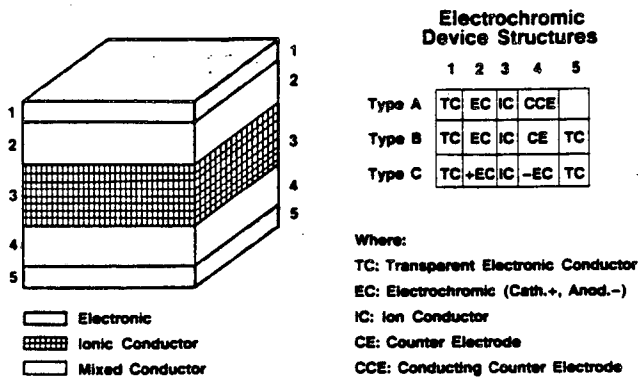 Electrochromic
Device Structures
1 2 3 4 5
Type A TC EC IC CCE
Type B TC EC IC CE TC
Type C TC +EC IC -EC TC
1
2
3
4
5
1
2
3
4
5
Electronic
Ionic Conductor
Mixed Conductor
Where:
TC: Transparent Electronic Conductor
EC: Electrochromic (Cath.+, Anod.-)
IC: Ion Conductor
CE: Counter Electrode
CCE: Conducting Counter Electrode